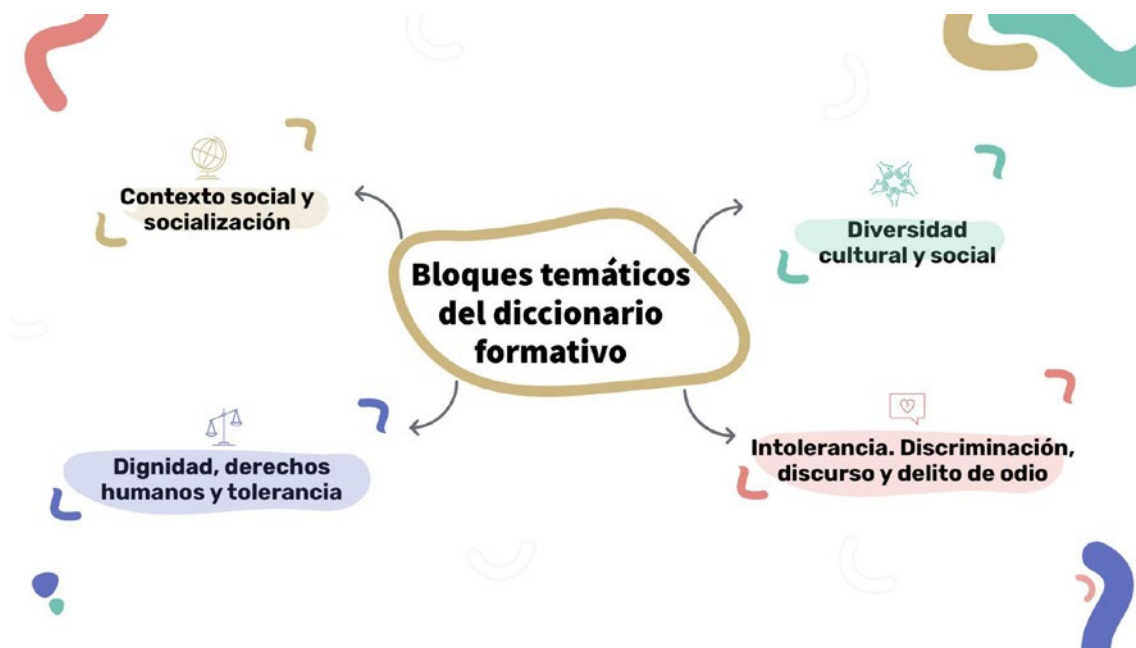 Contexto social y
socialización
Diversidad
cultural y social
Bloques temáticos
del diccionario
formativo
Dignidad, derechos
humanos y tolerancia
Intolerancia. Discriminación,
discurso y delito de odio